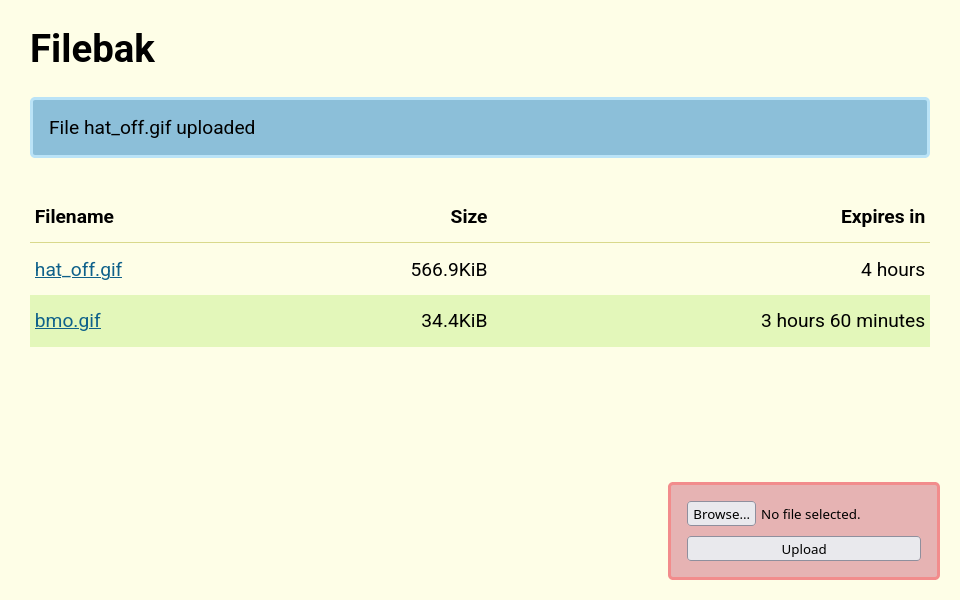 Filebak
File hat_off.gif uploaded
Filename Size Expires in
hat_off.gif 566.9KiB 4 hours
bmo.gif 34.4KiB 3 hours 60 minutes
Browse... No file selected.
Upload